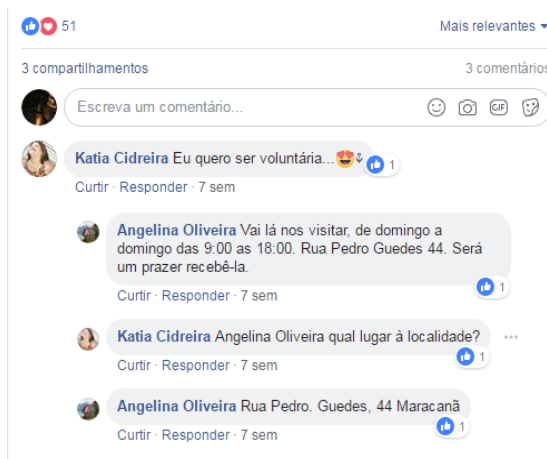 51
Mais relevantes
3 compartilhamentos
3 comentários
Escreva um comentário...
GIF
Katia Cidreira Eu quero ser voluntária...
1
Curtir · Responder · 7 sem
Angelina Oliveira Vai lá nos visitar, de domingo a
domingo das 9:00 as 18:00. Rua Pedro Guedes 44. Será
um prazer recebê-la.
1
Curtir · Responder · 7 sem
Katia Cidreira Angelina Oliveira qual lugar à localidade?
1
Curtir · Responder · 7 sem
Angelina Oliveira Rua Pedro. Guedes, 44 Maracanã
1
Curtir · Responder · 7 sem